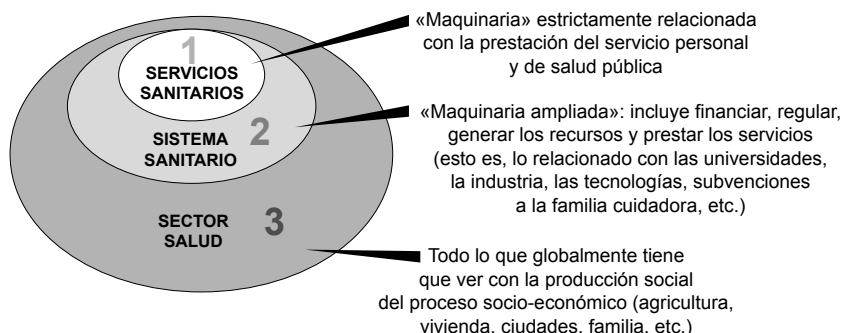 1
SERVICIOS
SANITARIOS
«Maquinaria» estrictamente relacionada
con la prestación del servicio personal
y de salud pública
2
SISTEMA
SANITARIO
«Maquinaria ampliada»: incluye financiar, regular,
generar los recursos y prestar los servicios
(esto es, lo relacionado con las universidades,
la industria, las tecnologías, subvenciones
a la familia cuidadora, etc.)
SECTOR
SALUD
3
Todo lo que globalmente tiene
que ver con la producción social
del proceso socio-económico (agricultura,
vivienda, ciudades, familia, etc.)